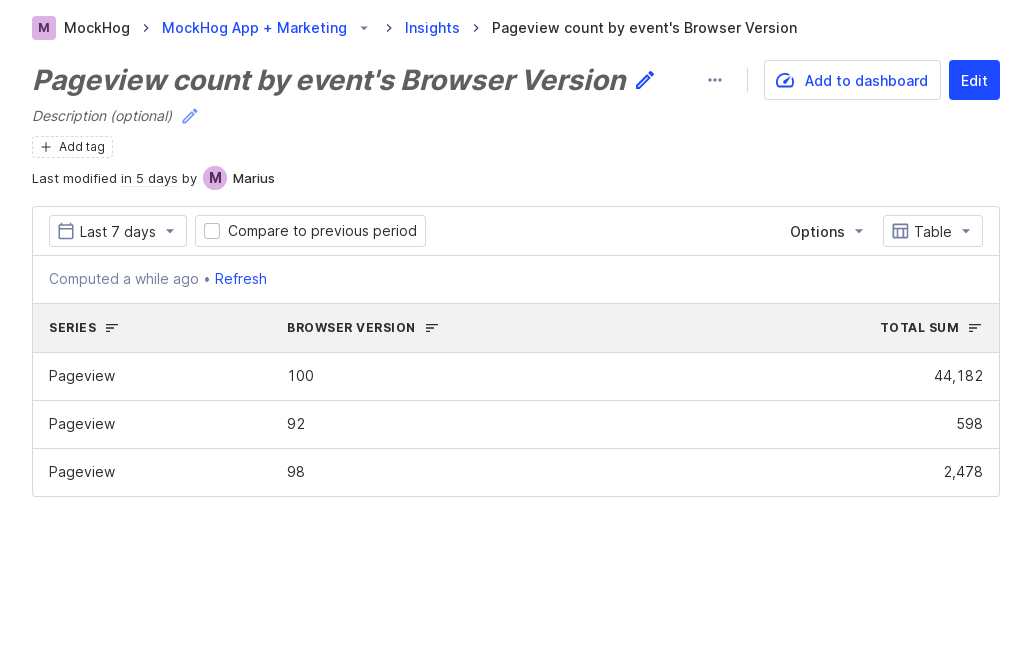 M MockHog MockHog App + Marketing Insights Pageview count by event's Browser Version
Pageview count by event's Browser Version
Add to dashboard Edit
Description (optional)
Add tag
Last modified in 5 days by M Marius
Last 7 days Compare to previous period Options Table
Computed a while ago • Refresh
SERIES BROWSER VERSION TOTAL SUM
Pageview 100 44,182
Pageview 92 598
Pageview 98 2,478